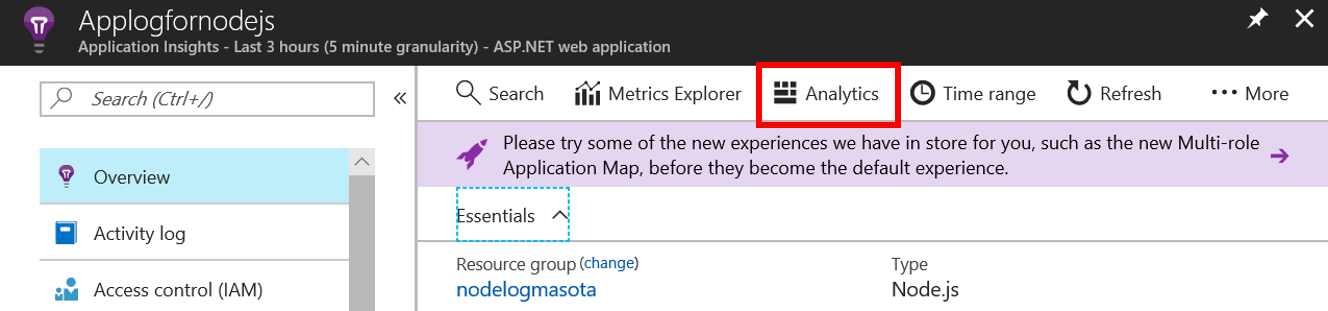 Applogfornodejs
Application Insights - Last 3 hours (5 minute granularity) - ASP.NET web application
Search (Ctrl+/)
Search
Metrics Explorer
Analytics
Time range
Refresh
More
Please try some of the new experiences we have in store for you, such as the new Multi-role
Application Map, before they become the default experience.
Overview
Activity log
Access control (IAM)
Essentials
Resource group (change)
nodelogmasota
Type
Node.js